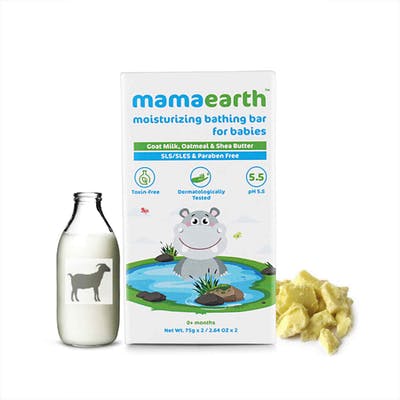 mamaearth™
moisturizing bathing bar
for babies
Goat Milk, Oatmeal & Shea Butter
SLS/SLES & Paraben Free
Toxin-Free
Dermatologically
Tested
5.5
pH 5.5
0+ months
Net Wt. 75g x 2 / 2.64 OZ x 2